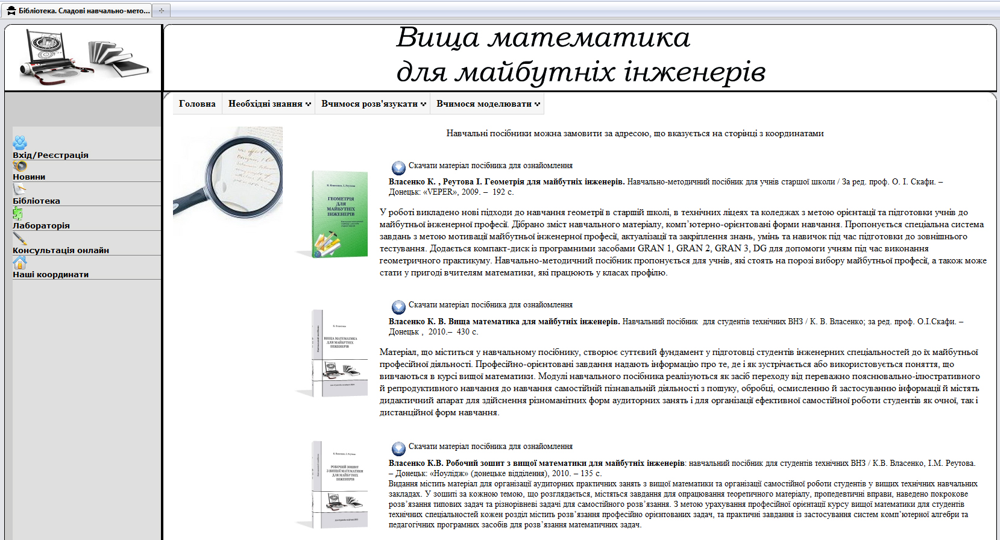 Бібліотека. Сладові навчально-мето...
Вища математика
для майбутніх інженерів
Головна
Необхідні знання
Вчимося розв'язукати
Вчимося моделювати
Вхід/Реєстрація
Новини
Бібліотека
Лабораторія
Консультація онлайн
Наші координати
Навчальні посібники можна замовити за адресою, що вказується на сторінці з координатами
К. Власенко, І. Реутова
ГЕОМЕТРІЯ
ДЛЯ
МАЙБУТНІХ
ІНЖЕНЕРІВ
Скачати матеріал посібника для ознайомлення
Власенко К. , Реутова І. Геометрія для майбутніх інженерів. Навчально-методичний посібник для учнів старшої школи / За ред. проф. О. І. Скафи. –
Донецьк: «VEPER», 2009. – 192 с.
У роботі викладено нові підходи до навчання геометрії в старшій школі, в технічних ліцеях та коледжах з метою орієнтації та підготовки учнів до
майбутньої інженерної професії. Дібрано зміст навчального матеріалу, комп’ютерно-орієнтовані форми навчання. Пропонується спеціальна система
завдань з метою мотивації майбутньої інженерної професії, актуалізації та закріплення знань, умінь та навичок під час підготовки до зовнішнього
тестування. Додається компакт-диск із програмними засобами GRAN 1, GRAN 2, GRAN 3, DG для допомоги учням під час виконання
геометричного практикуму. Навчально-методичний посібник пропонується для учнів, які стоять на порозі вибору майбутньої професії, а також може
стати у пригоді вчителям математики, які працюють у класах профілю.
К. Власенко
ВИЩА МАТЕМАТИКА
ДЛЯ МАЙБУТНІХ
ІНЖЕНЕРІВ
Скачати матеріал посібника для ознайомлення
Власенко К. В. Вища математика для майбутніх інженерів. Навчальний посібник для студентів технічних ВНЗ / К. В. Власенко; за ред. проф. О.І.Скафи. –
Донецьк , 2010.– 430 с.
Матеріал, що міститься у навчальному посібнику, створює суттєвий фундамент у підготовці студентів інженерних спеціальностей до їх майбутньої
професійної діяльності. Професійно-орієнтовані завдання надають інформацію про те, де і як зустрічається або використовується поняття, що
вивчаються в курсі вищої математики. Модулі навчального посібника реалізуються як засіб переходу від переважно пояснювально-ілюстративного
й репродуктивного навчання до навчання самостійній пізнавальній діяльності з пошуку, обробці, осмисленню й застосуванню інформації й містять
дидактичний апарат для здійснення різноманітних форм аудиторних занять і для організації ефективної самостійної роботи студентів як очної, так і
дистанційної форм навчання.
К. Власенко, І. Реутова
РОБОЧИЙ ЗОШИТ
З ВИЩОЇ МАТЕМАТИКИ
ДЛЯ МАЙБУТНІХ
ІНЖЕНЕРІВ
Скачати матеріал посібника для ознайомлення
Власенко К.В. Робочий зошит з вищої математики для майбутніх інженерів: навчальний посібник для студентів технічних ВНЗ / К.В. Власенко, І.М. Реутова.
– Донецьк: «Ноулідж» (донецьке відділення), 2010. – 135 с.
Видання містить матеріал для організації аудиторних практичних занять з вищої математики та організації самостійної роботи студентів у вищих технічних навчальних
закладах. У зошиті за кожною темою, що розглядається, містяться завдання для опрацювання теоретичного матеріалу, пропедевтичні вправи, наведено покрокове
розв’язання типових задач та різнорівневі задачі для самостійного розв’язання. З метою урахування професійної орієнтації курсу вищої математики для студентів
технічних спеціальностей кожен розділ містить розв’язання професійно орієнтованих задач, та практичні завдання із застосування систем комп’ютерної алгебри та
педагогічних програмних засобів для розв’язання математичних задач.